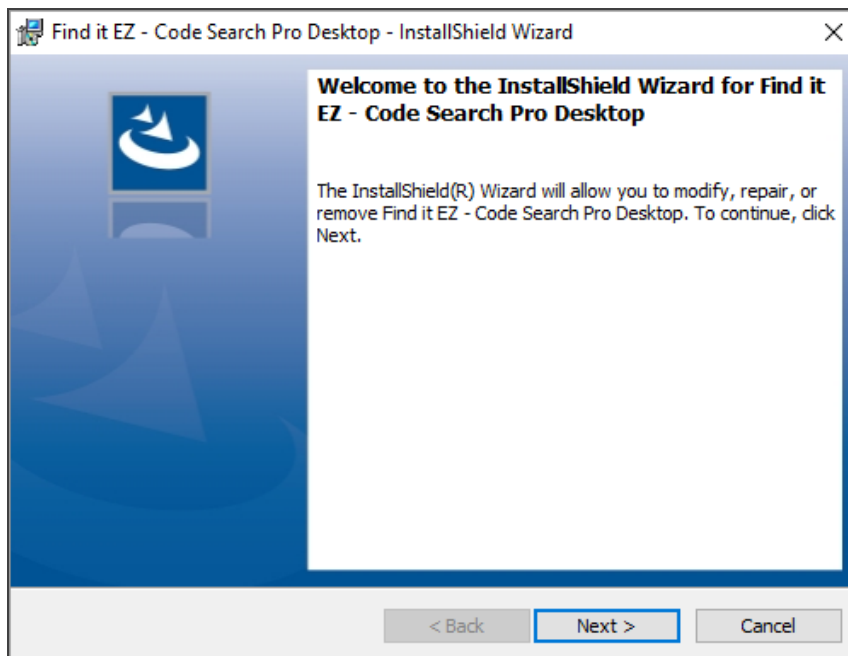 Find it EZ - Code Search Pro Desktop - InstallShield Wizard
Welcome to the InstallShield Wizard for Find it
EZ - Code Search Pro Desktop
The InstallShield(R) Wizard will allow you to modify, repair, or
remove Find it EZ - Code Search Pro Desktop. To continue, click
Next.
< Back Next > Cancel